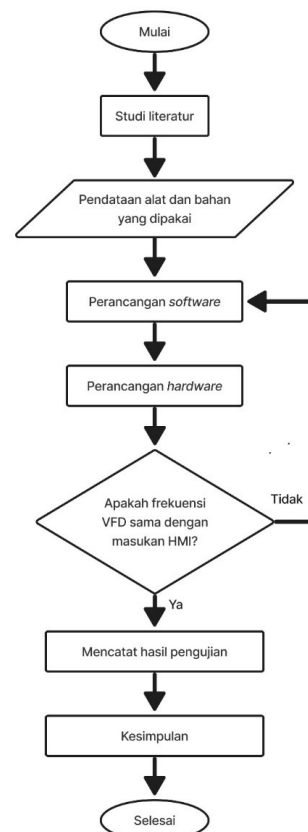 Mulai
Studi literatur
Pendataan alat dan bahan
yang dipakai
Perancangan software
Perancangan hardware
Apakah frekuensi
VFD sama dengan
masukan HMI?
Tidak
Ya
Mencatat hasil pengujian
Kesimpulan
Selesai